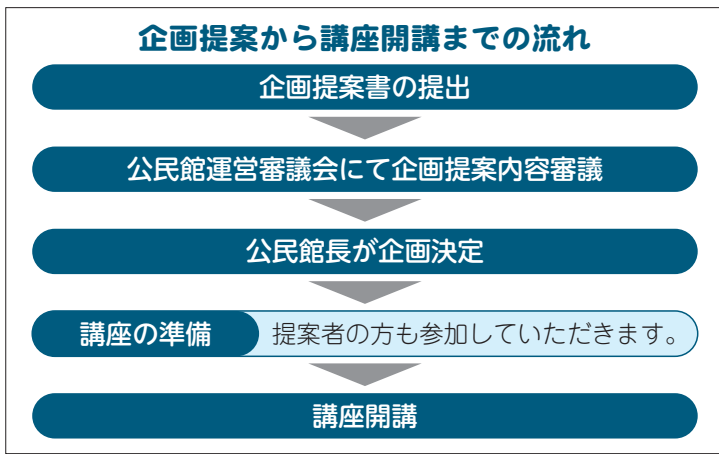 企画提案から講座開講までの流れ
企画提案書の提出
公民館運営審議会にて企画提案内容審議
公民館長が企画決定
講座の準備 提案者の方も参加していただきます。
講座開講